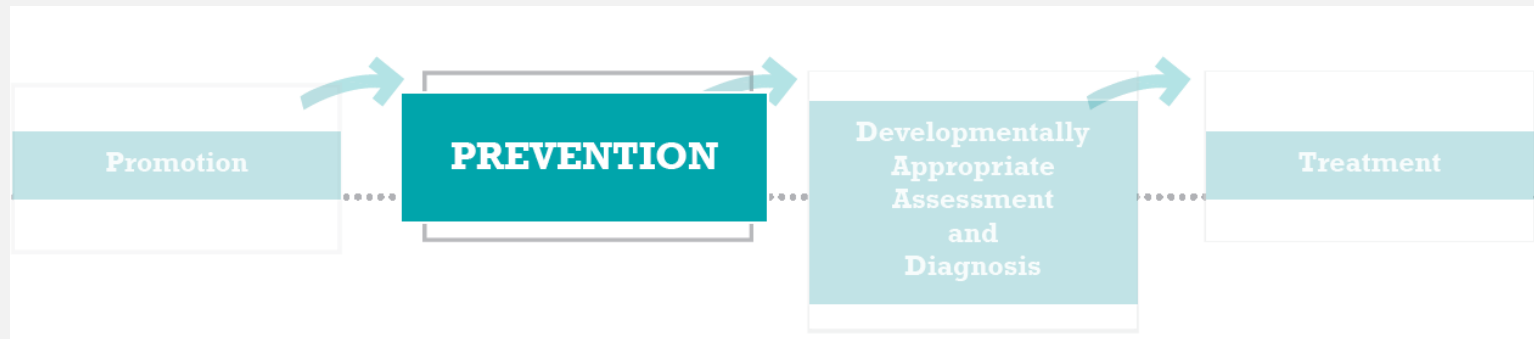 Promotion
PREVENTION
Developmentally
Appropriate
Assessment
and
Diagnosis
Treatment